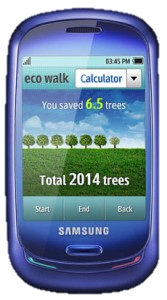 03:45 PM
eco walk Calculator
You saved 6.5 trees
Total 2014 trees
Start End Back
SAMSUNG